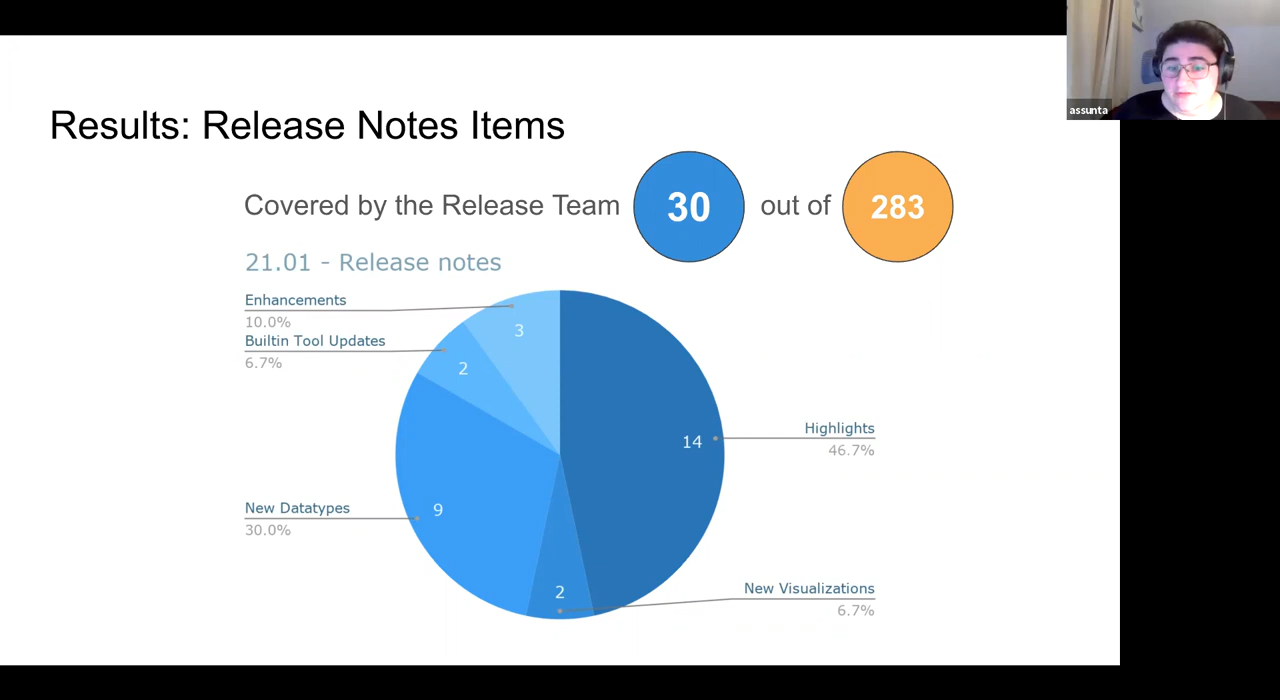 assunta
Results: Release Notes Items
Covered by the Release Team 30 out of 283
21.01 - Release notes
Enhancements
10.0%
Builtin Tool Updates
6.7%
3
2
Highlights
46.7%
14
New Datatypes
30.0%
9
2
New Visualizations
6.7%